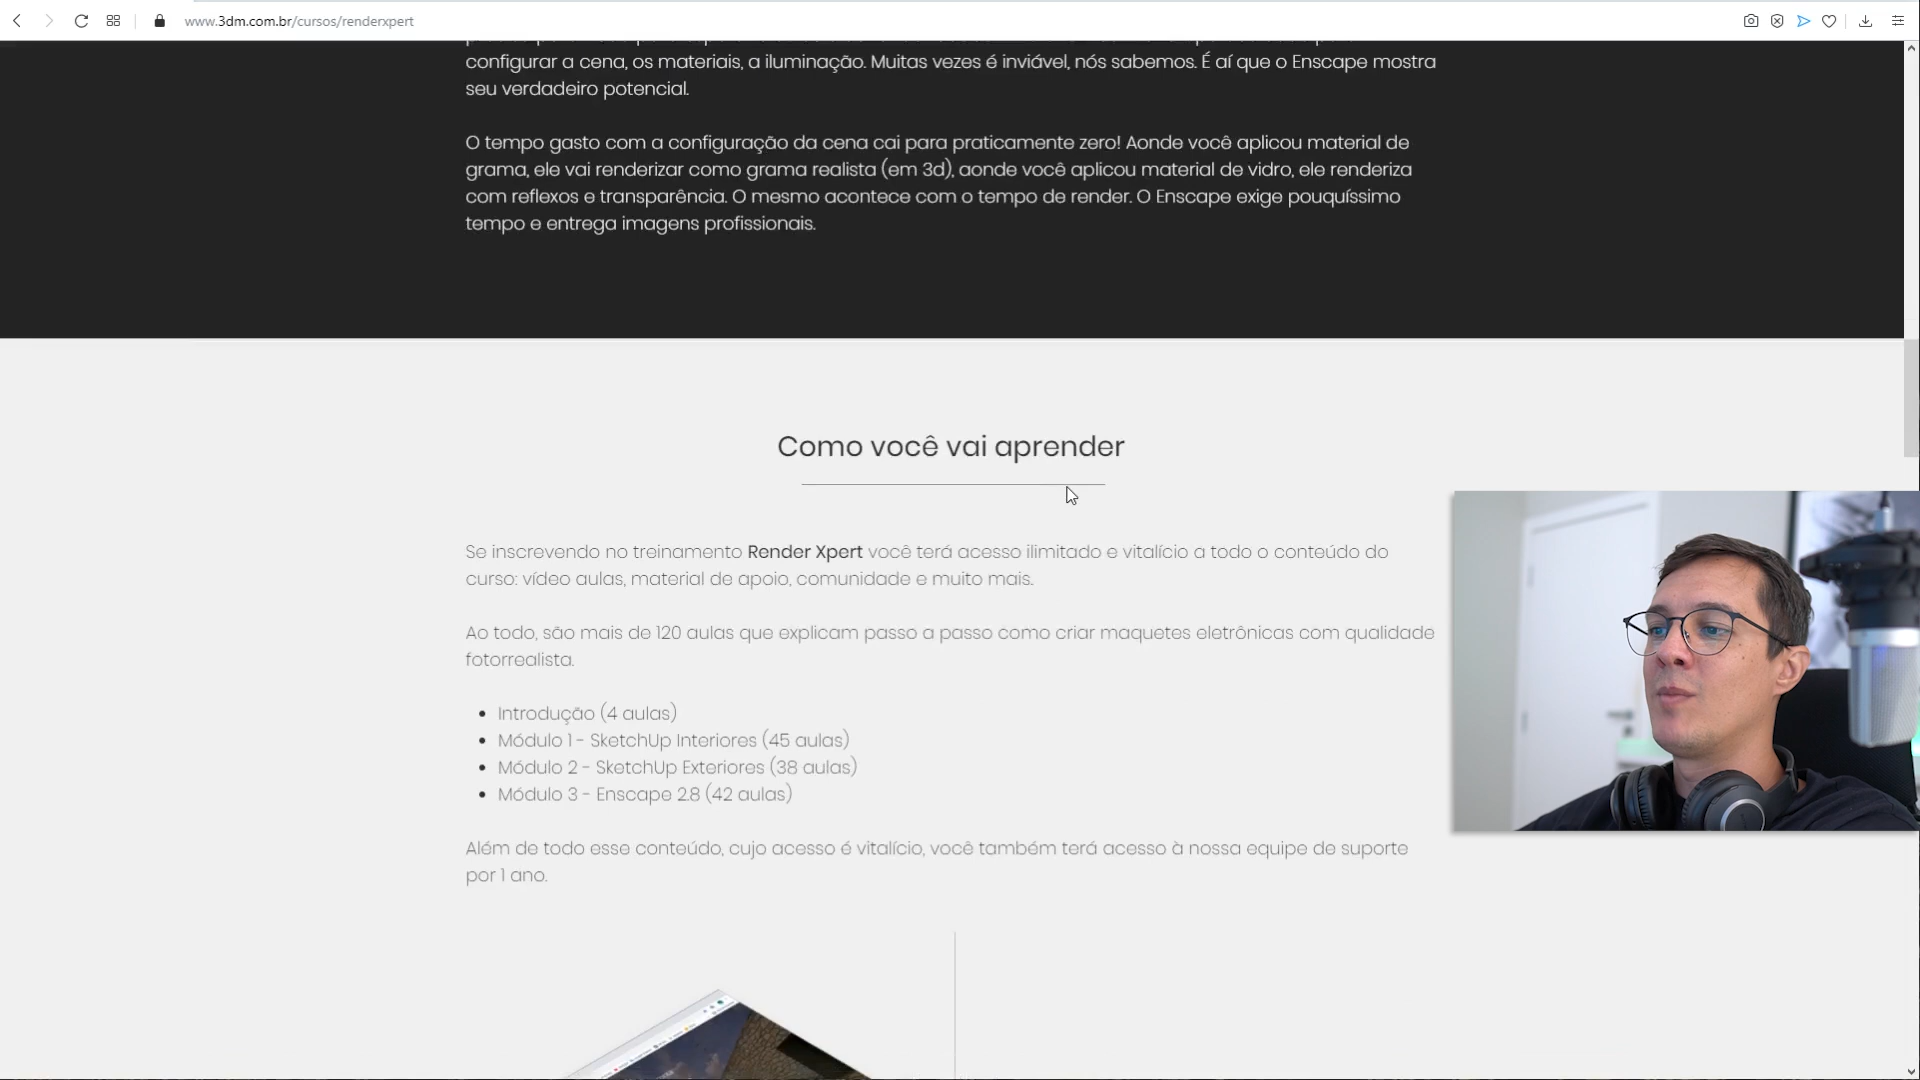 www.3dm.com.br/cursos/renderxpert
configurar a cena, os materiais, a iluminação. Muitas vezes é inviável, nós sabemos. É aí que o Enscape mostra
seu verdadeiro potencial.
O tempo gasto com a configuração da cena cai para praticamente zero! Aonde você aplicou material de
grama, ele vai renderizar como grama realista (em 3d), aonde você aplicou material de vidro, ele renderiza
com reflexos e transparência. O mesmo acontece com o tempo de render. O Enscape exige pouquíssimo
tempo e entrega imagens profissionais.
Como você vai aprender
Se inscrevendo no treinamento Render Xpert você terá acesso ilimitado e vitalício a todo o conteúdo do
curso: vídeo aulas, material de apoio, comunidade e muito mais.
Ao todo, são mais de 120 aulas que explicam passo a passo como criar maquetes eletrônicas com qualidade
fotorrealista.
• Introdução (4 aulas)
• Módulo 1 - SketchUp Interiores (45 aulas)
• Módulo 2 - SketchUp Exteriores (38 aulas)
• Módulo 3 - Enscape 2.8 (42 aulas)
Além de todo esse conteúdo, cujo acesso é vitalício, você também terá acesso à nossa equipe de suporte
por 1 ano.